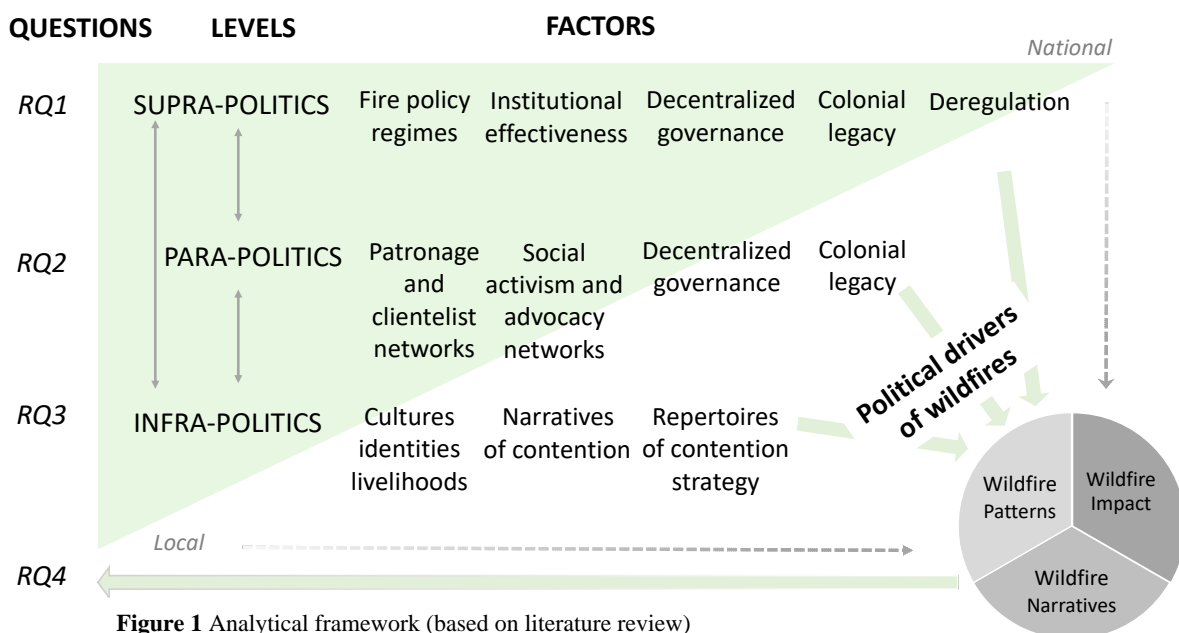 QUESTIONS LEVELS FACTORS
National
RQ1 SUPRA-POLITICS Fire policy Institutional Decentralized Colonial Deregulation
regimes effectiveness governance legacy
RQ2 PARA-POLITICS Patronage Social Decentralized Colonial
and activism and governance legacy
clientelist advocacy
networks networks
Political drivers
of wildfires
RQ3 INFRA-POLITICS Cultures Narratives Repertoires
identities of contention of contention
livelihoods strategy
Wildfire
Patterns
Wildfire
Impact
Local
RQ4
Wildfire
Narratives
Figure 1 Analytical framework (based on literature review)